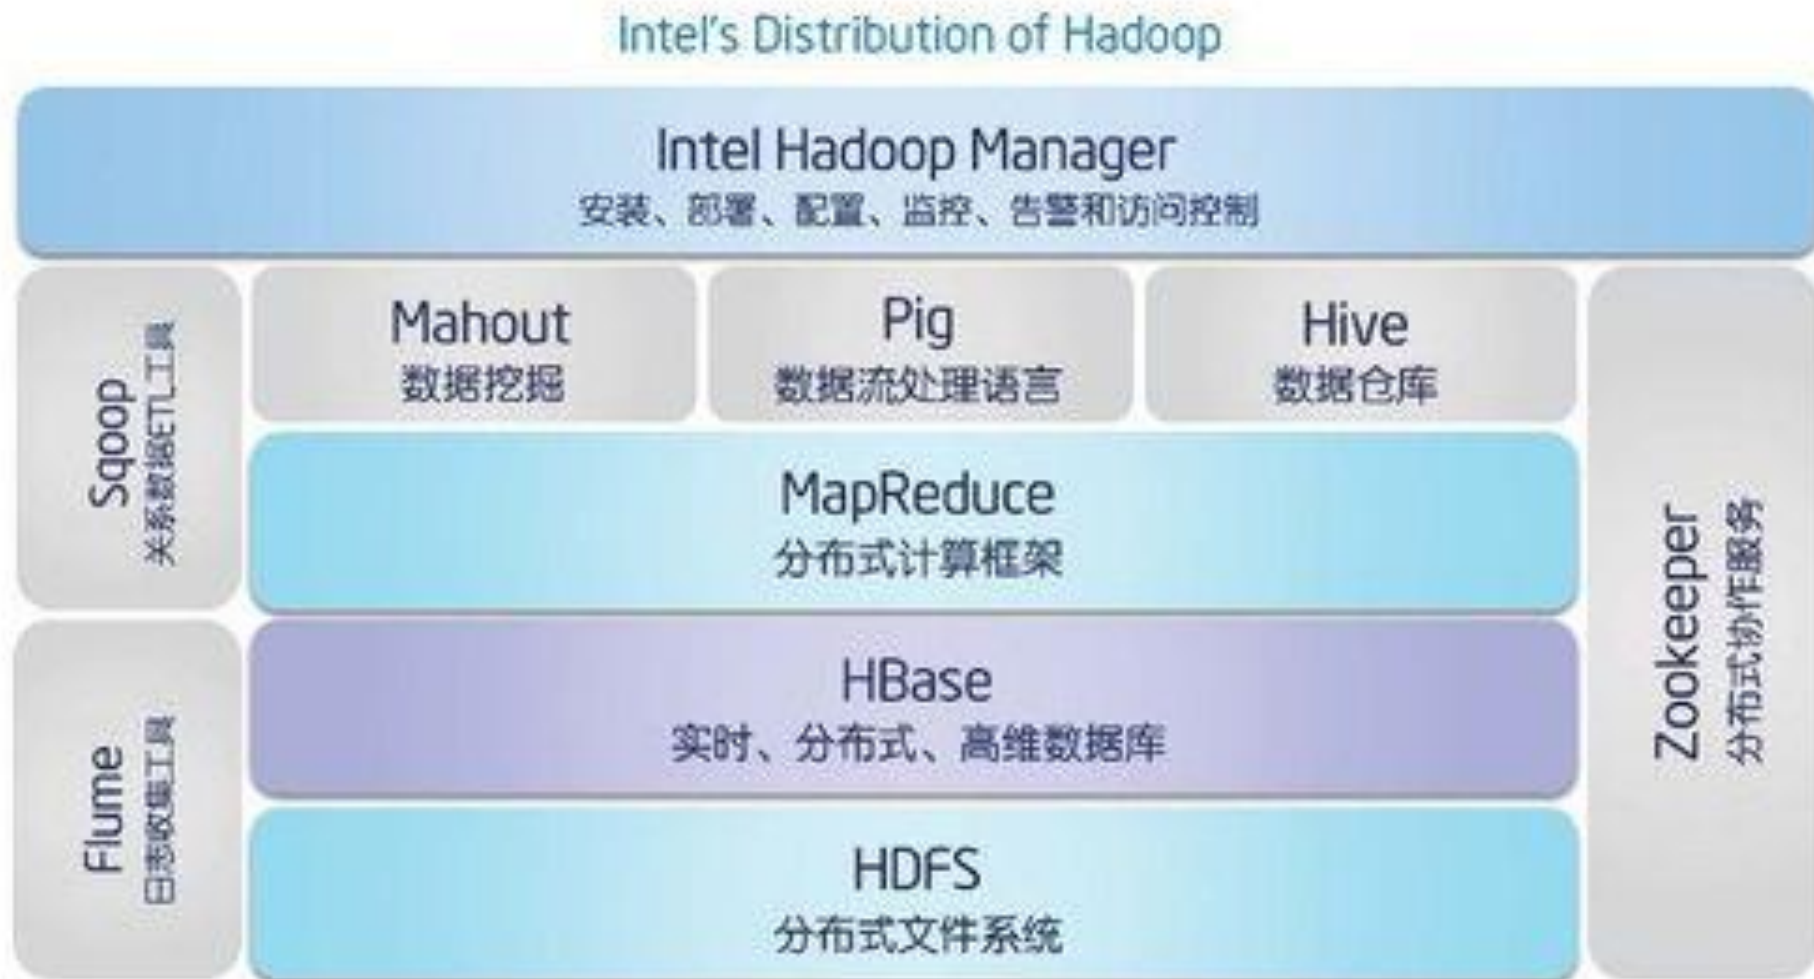 Intel's Distribution of Hadoop
Intel Hadoop Manager
安装、部署、配置、监控、告警和访问控制
Sqoop
关系数据ETL工具
Mahout
数据挖掘
Pig
数据流处理语言
Hive
数据仓库
MapReduce
分布式计算框架
Zookeeper
分布式协作服务
Flume
日志收集工具
HBase
实时、分布式、高维数据库
HDFS
分布式文件系统